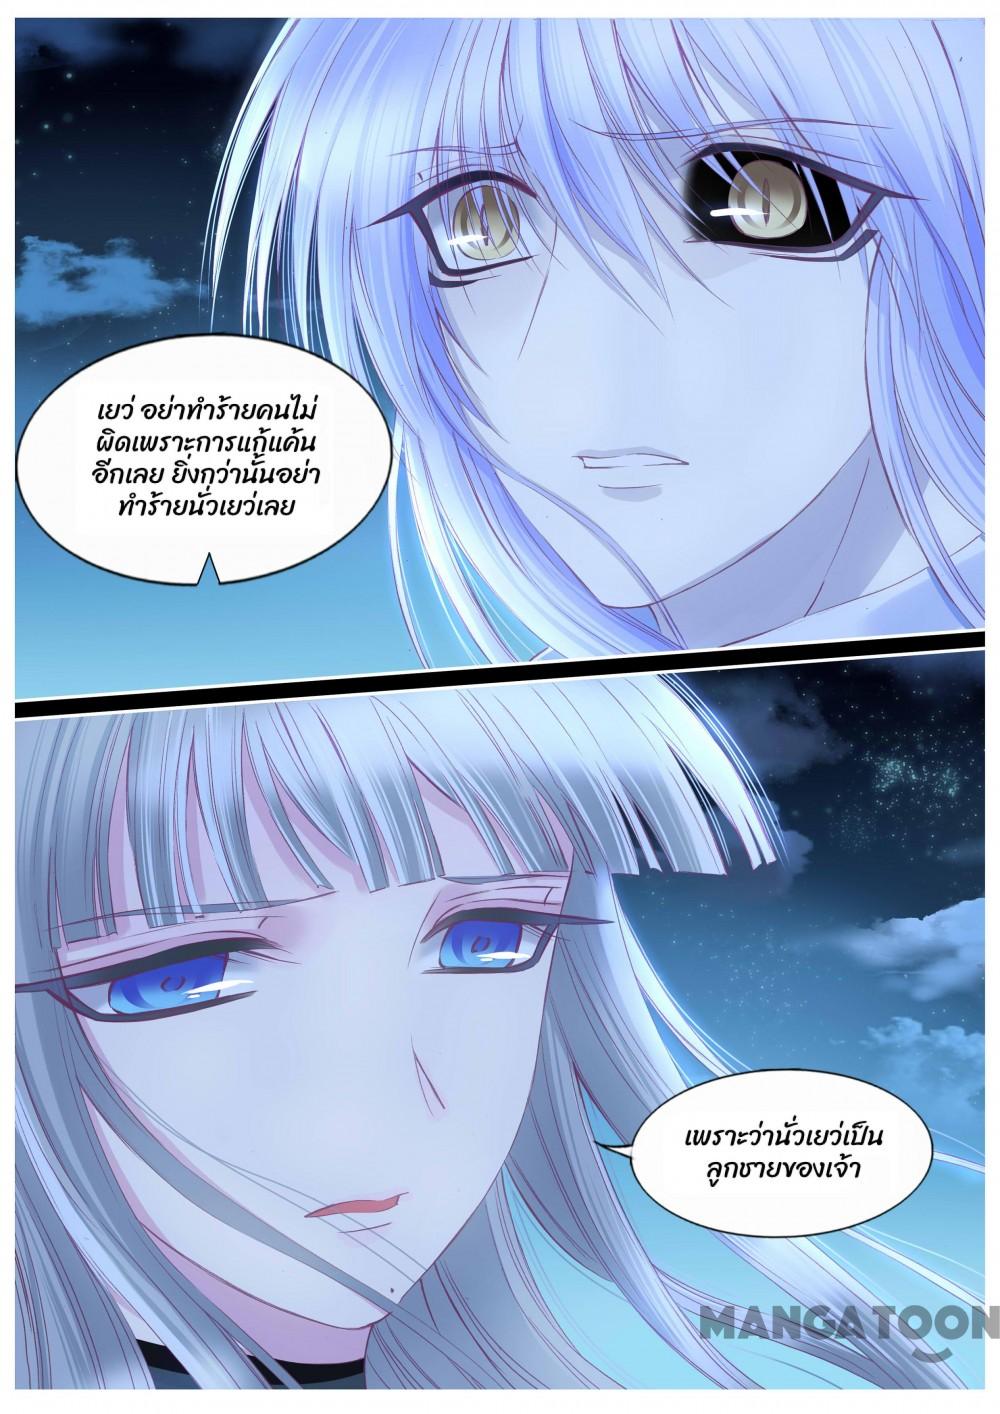 เยว่ อย่าทำร้ายคนไม่
ผิดเพราะการแก้แค้น
อีกเลย ยิ่งกว่านั้นอย่า
ทำร้ายนั่วเยว่เลย
เพราะว่านั่วเยว่เป็น
ลูกชายของเจ้า
MANGATOON